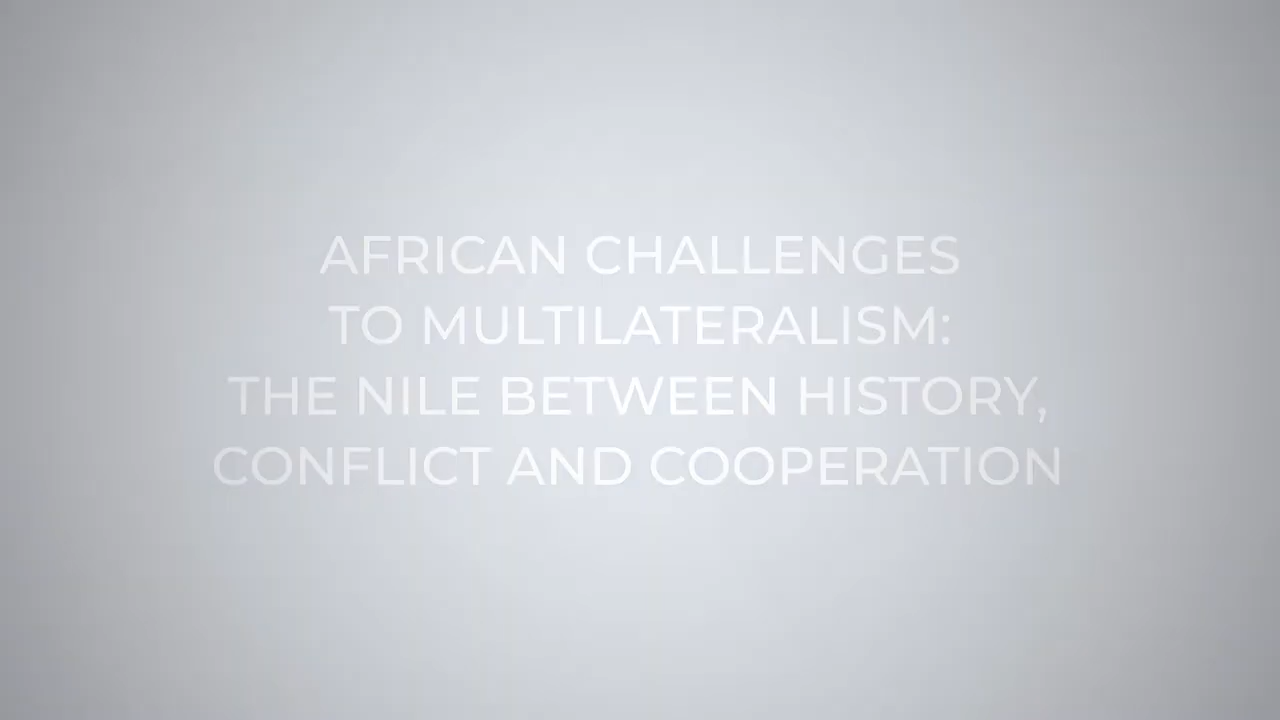 AFRICAN CHALLENGES
TO MULTILATERALISM:
THE NILE BETWEEN HISTORY,
CONFLICT AND COOPERATION